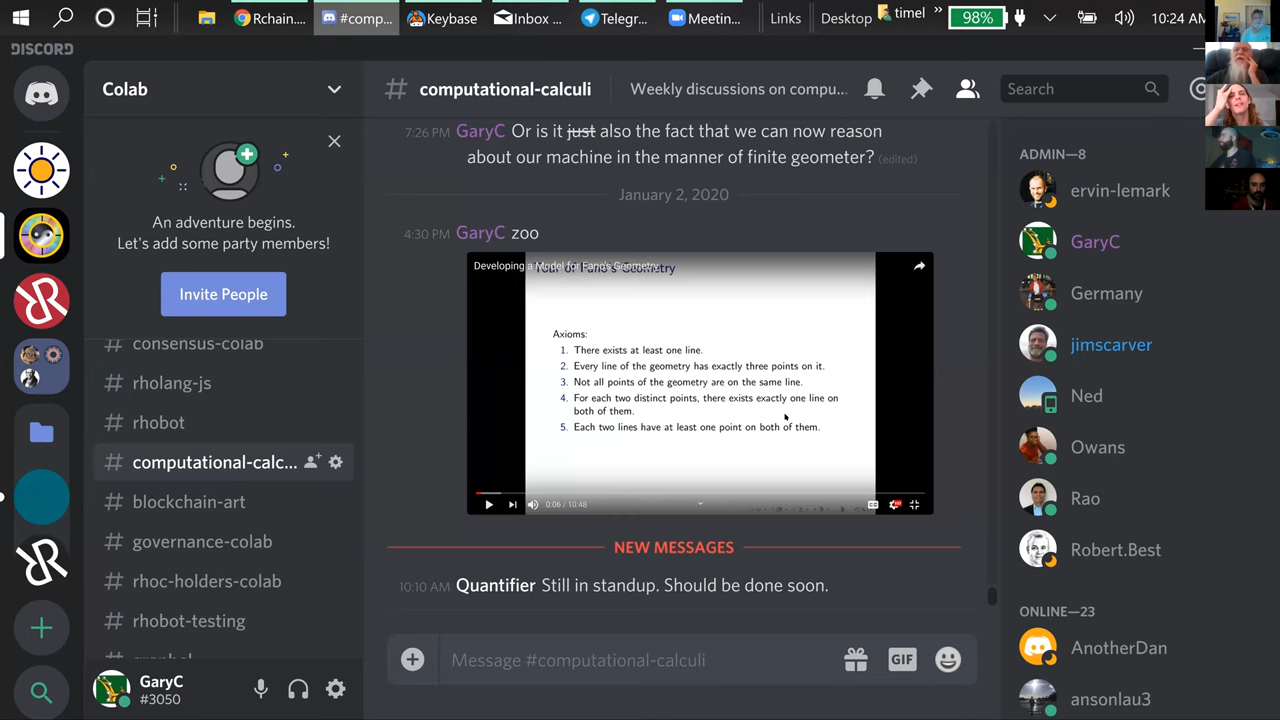 Rchain...
#comp...
Keybase
Inbox ...
Telegr...
Meetin...
Links
Desktop
timel
»
98%
10:24 AM
DISCORD
Colab
An adventure begins.
Let's add some party members!
Invite People
consensus-colab
# rholang-js
# rhobot
# computational-calc...
# blockchain-art
# governance-colab
# rhoc-holders-colab
# rhobot-testing
GaryC
#3050
# computational-calculi
Weekly discussions on compu...
Search
7:26 PM GaryC Or is it just also the fact that we can now reason
about our machine in the manner of finite geometer? (edited)
January 2, 2020
4:30 PM GaryC zoo
Developing a Model for Fano's Geometry
Axioms:
1. There exists at least one line.
2. Every line of the geometry has exactly three points on it.
3. Not all points of the geometry are on the same line.
4. For each two distinct points, there exists exactly one line on
both of them.
5. Each two lines have at least one point on both of them.
0:06 / 10:48
NEW MESSAGES
10:10 AM Quantifier Still in standup. Should be done soon.
Message #computational-calculi
GIF
ADMIN—8
ervin-lemark
GaryC
Germany
jimscarver
Ned
Owans
Rao
Robert.Best
ONLINE—23
AnotherDan
ansonlau3